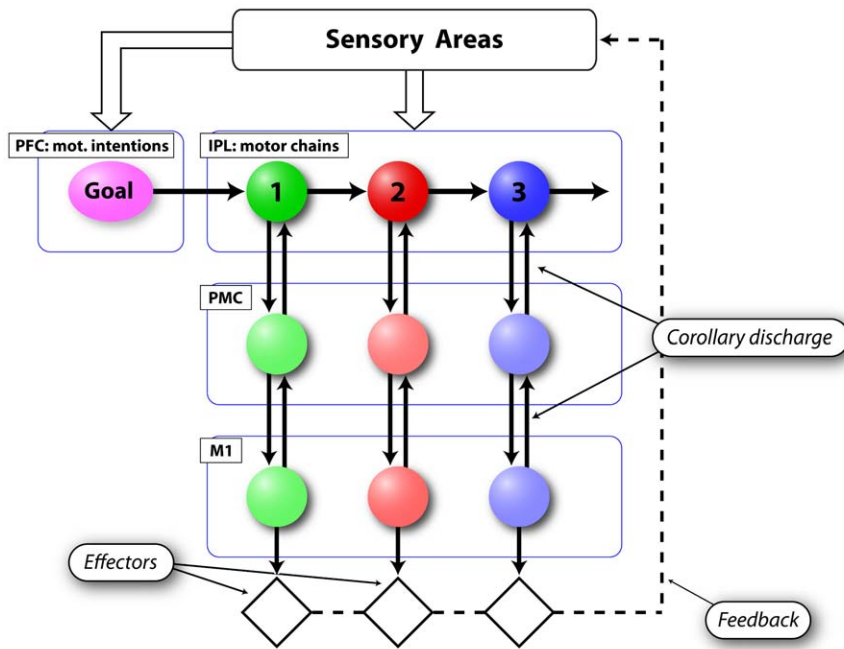 Sensory Areas
PFC: mot. intentions
IPL: motor chains
Goal
1
2
3
PMC
Corollary discharge
M1
Effectors
Feedback